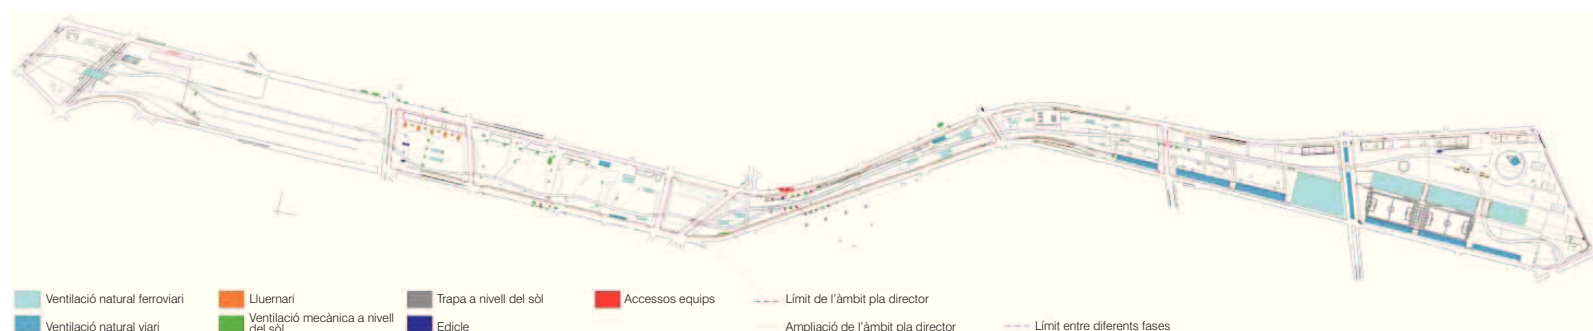 Ventilació natural ferroviari
Lluernari
Trapa a nivell del sòl
Accessos equips
Límit de l'àmbit pla director
Ventilació natural viari
Ventilació mecànica a nivell
del sòl
Edicle
Ampliació de l'àmbit pla director
Límit entre diferents fases